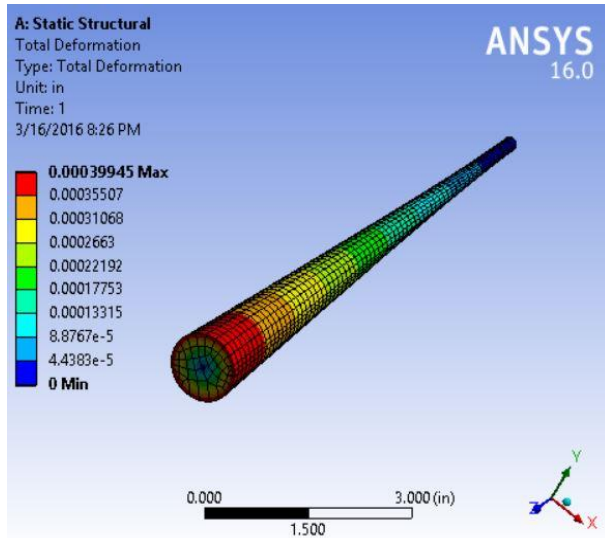 A: Static Structural
Total Deformation
Type: Total Deformation
Unit: in
Time: 1
3/16/2016 8:26 PM
ANSYS
16.0
0.00039945 Max
0.00035507
0.00031068
0.0002663
0.00022192
0.00017753
0.00013315
8.8767e-5
4.4383e-5
0 Min
0.000
3.000 (in)
1.500
Y
Z
X